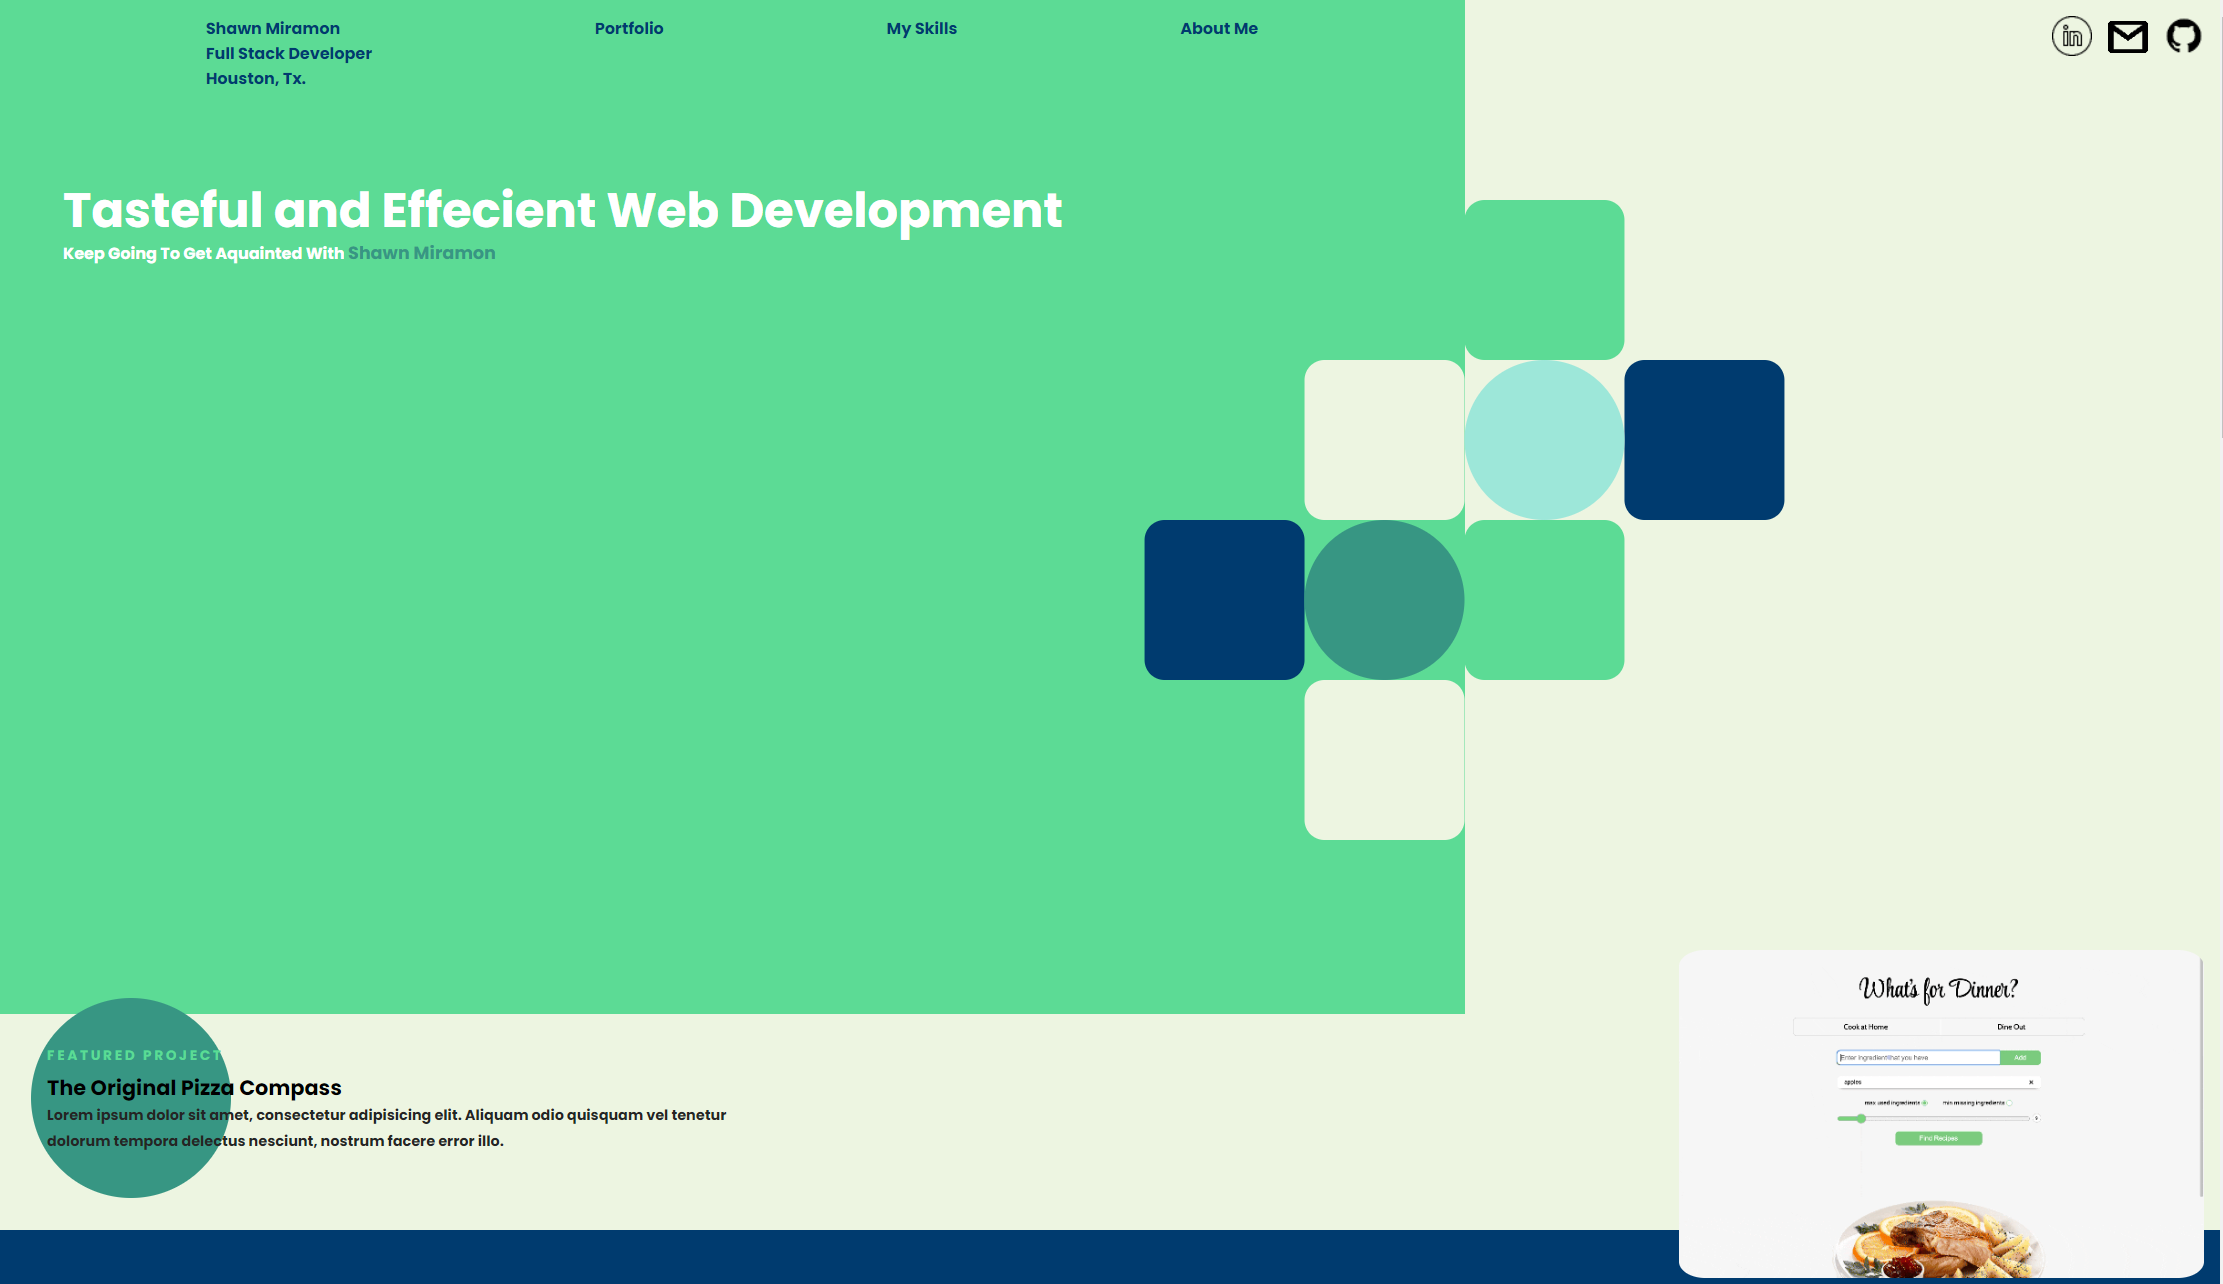 Shawn Miramon
Full Stack Developer
Houston, Tx.
Portfolio
My Skills
About Me
in
Tasteful and Effecient Web Development
Keep Going To Get Aquainted With Shawn Miramon
FEATURED PROJECT
The Original Pizza Compass
Lorem ipsum dolor sit amet, consectetur adipisicing elit. Aliquam odio quisquam vel tenetur
dolorum tempora delectus nesciunt, nostrum facere error illo.
What's for Dinner?
Cook at Home
Dine Out
Enter ingredient that you have
Add
apples
max used ingredients
min missing ingredients
Find Recipes